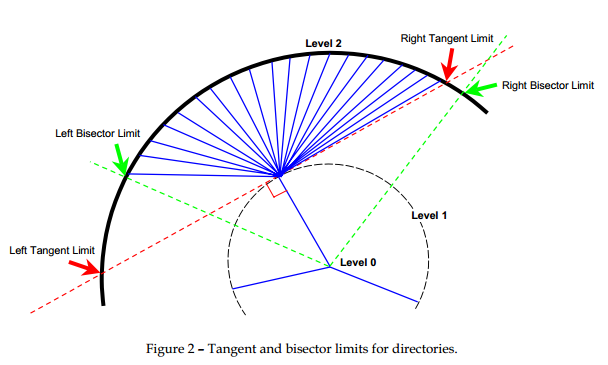 Right Tangent Limit
Level 2
Right Bisector Limit
Left Bisector Limit
Level 1
Left Tangent Limit
Level 0
Figure 2 – Tangent and bisector limits for directories.